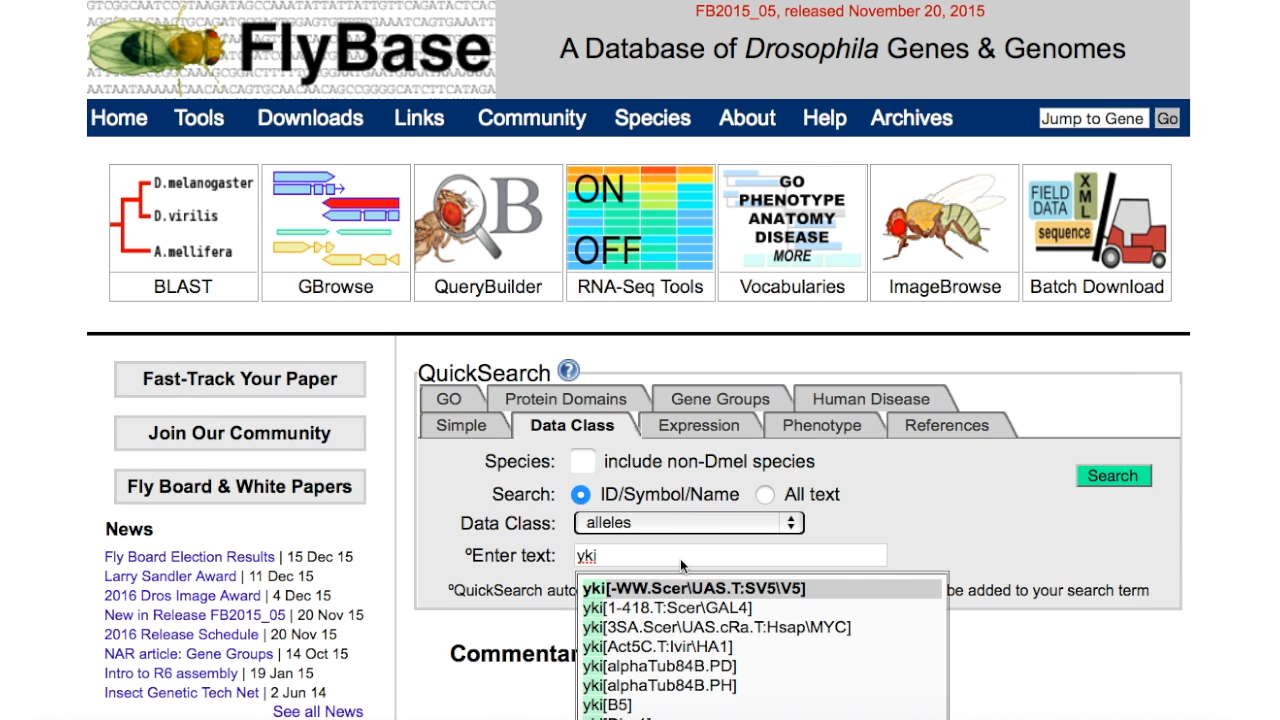 FB2015_05, released November 20, 2015
FlyBase
A Database of Drosophila Genes & Genomes
Home Tools Downloads Links Community Species About Help Archives Jump to Gene Go
D.melanogaster
D.virilis
A.mellifera
B
ON
OFF
GO
PHENOTYPE
ANATOMY
DISEASE
MORE
FIELD
DATA
XML
sequence
BLAST GBrowse QueryBuilder RNA-Seq Tools Vocabularies ImageBrowse Batch Download
Fast-Track Your Paper
Join Our Community
Fly Board & White Papers
News
Fly Board Election Results | 15 Dec 15
Larry Sandler Award | 11 Dec 15
2016 Dros Image Award | 4 Dec 15
New in Release FB2015_05 | 20 Nov 15
2016 Release Schedule | 20 Nov 15
NAR article: Gene Groups | 14 Oct 15
Intro to R6 assembly | 19 Jan 15
Insect Genetic Tech Net | 2 Jun 14
See all News
QuickSearch ?
GO Protein Domains Gene Groups Human Disease
Simple Data Class Expression Phenotype References
Species: include non-Dmel species
Search
Search: ID/Symbol/Name All text
Data Class: alleles
ºEnter text: yki
ºQuickSearch auto be added to your search term
yki[-WW.Scer\UAS.T:SV5\V5]
yki[1-418.T:Scer\GAL4]
yki[3SA.Scer\UAS.cRa.T:Hsap\MYC]
yki[Act5C.T:Ivir\HA1]
yki[alphaTub84B.PD]
yki[alphaTub84B.PH]
yki[B5]
Commentar